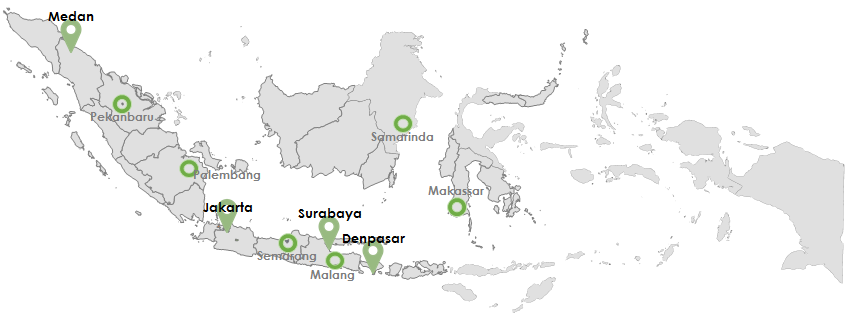 Medan
Pekanbaru
Samarinda
Palembang
Makassar
Jakarta
Surabaya
Denpasar
Semarang
Malang